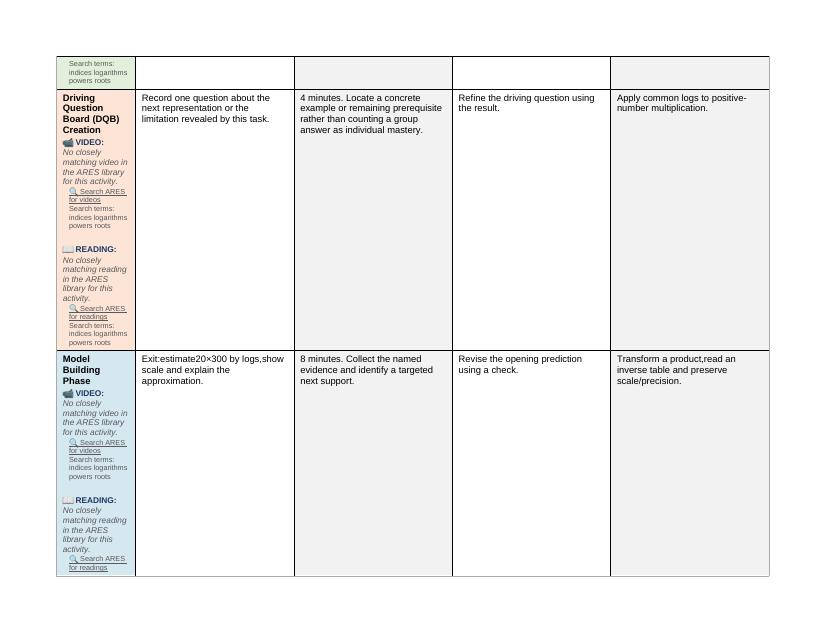 Search terms:
indices logarithms
powers roots
Driving
Question
Board (DQB)
Creation
📹 VIDEO:
No closely
matching video in
the ARES library
for this activity.
🔍 Search ARES
for videos
Search terms:
indices logarithms
powers roots
📖 READING:
No closely
matching reading
in the ARES
library for this
activity.
🔍 Search ARES
for readings
Search terms:
indices logarithms
powers roots
Record one question about the
next representation or the
limitation revealed by this task.
4 minutes. Locate a concrete
example or remaining prerequisite
rather than counting a group
answer as individual mastery.
Refine the driving question using
the result.
Apply common logs to positive-
number multiplication.
Model
Building
Phase
📹 VIDEO:
No closely
matching video in
the ARES library
for this activity.
🔍 Search ARES
for videos
Search terms:
indices logarithms
powers roots
📖 READING:
No closely
matching reading
in the ARES
library for this
activity.
🔍 Search ARES
for readings
Exit:estimate20×300 by logs,show
scale and explain the
approximation.
8 minutes. Collect the named
evidence and identify a targeted
next support.
Revise the opening prediction
using a check.
Transform a product,read an
inverse table and preserve
scale/precision.